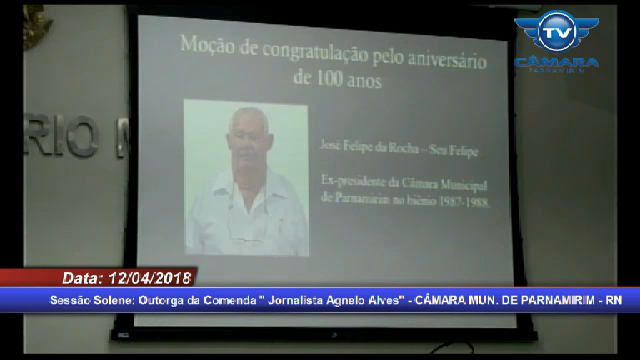 TV
CÂMARA
PARNAMIRIM
Moção de congratulação pelo aniversário
de 100 anos
José Felipe da Rocha – Seu Felipe
Ex-presidente da Câmara Municipal
de Parnamirim no biênio 1987-1988.
RIO M
Data: 12/04/2018
Sessão Solene: Outorga da Comenda " Jornalista Agnelo Alves" - CÂMARA MUN. DE PARNAMIRIM - RN